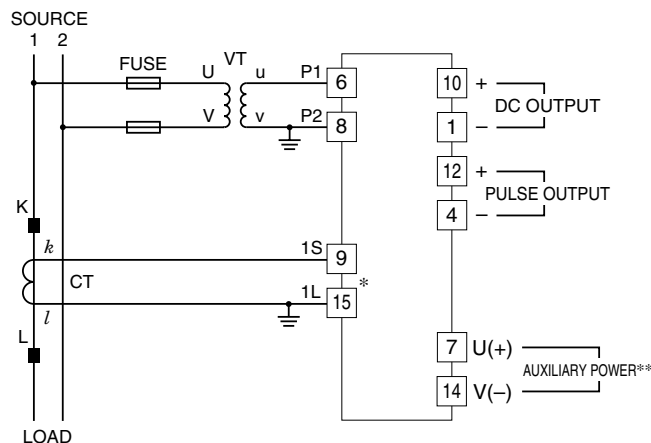 SOURCE
1 2
FUSE
VT
U u P1 6
V v P2 8
10 +
DC OUTPUT
1 –
12 +
PULSE OUTPUT
4 –
K
k 1S 9
CT
l 1L 15 *
L
7 U(+)
AUXILIARY POWER**
14 V(–)
LOAD